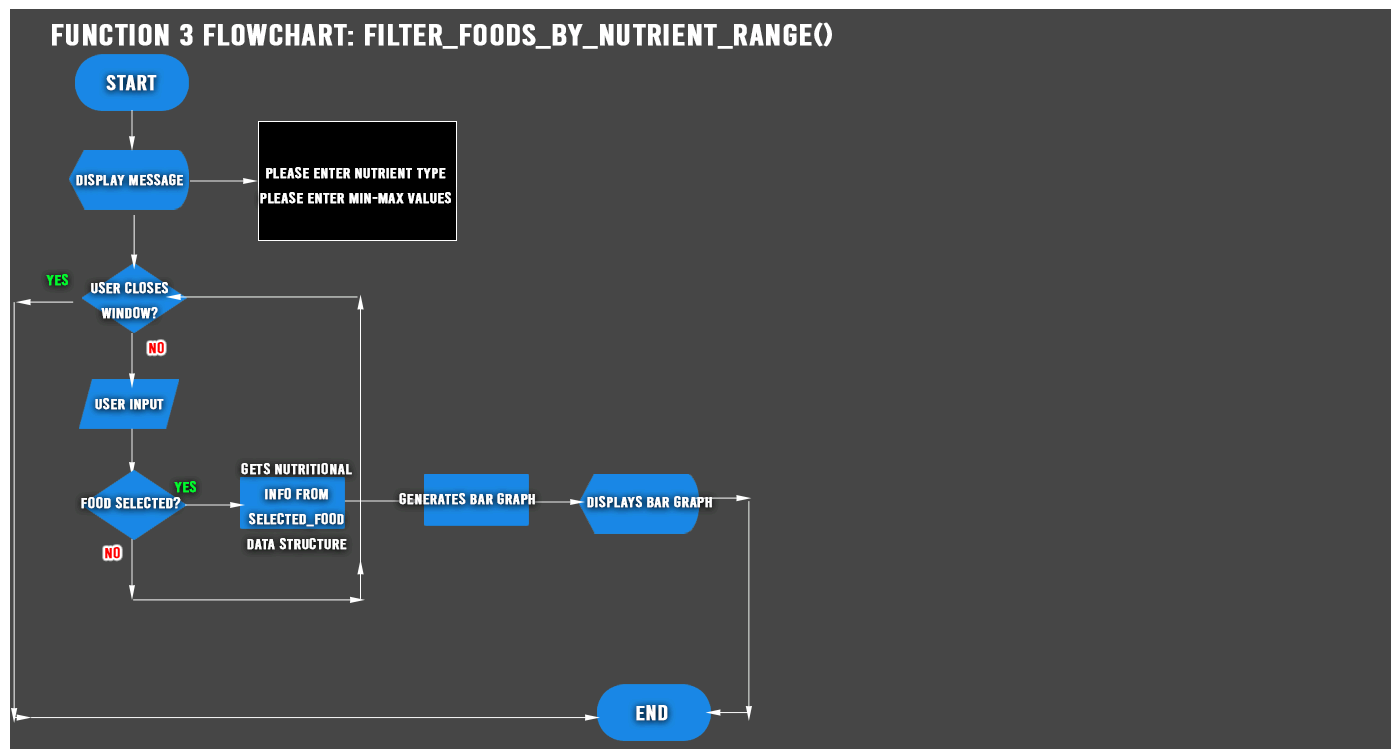 FUNCTION 3 FLOWCHART: FILTER_FOODS_BY_NUTRIENT_RANGE()
START
DISPLAY MESSAGE
PLEASE ENTER NUTRIENT TYPE
PLEASE ENTER MIN-MAX VALUES
YES
USER CLOSES
WINDOW?
NO
USER INPUT
FOOD SELECTED?
YES
NO
GETS NUTRITIONAL
INFO FROM
SELECTED_FOOD
DATA STRUCTURE
GENERATES BAR GRAPH
DISPLAYS BAR GRAPH
END